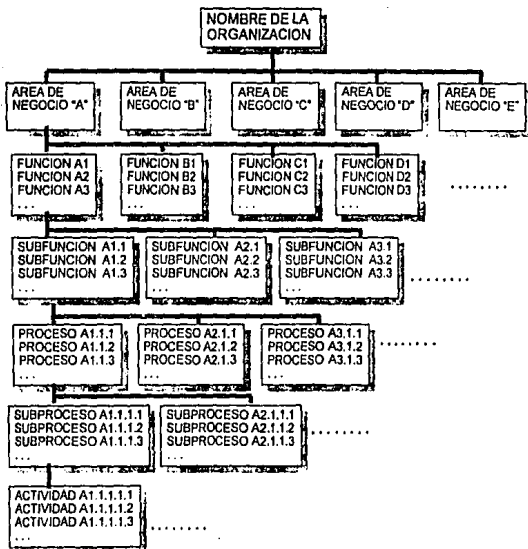 NOMBRE DE LA
ORGANIZACION
AREA DE
NEGOCIO "A"
AREA DE
NEGOCIO "B"
AREA DE
NEGOCIO "C"
AREA DE
NEGOCIO "D"
AREA DE
NEGOCIO "E"
FUNCION A1
FUNCION A2
FUNCION A3
...
FUNCION B1
FUNCION B2
FUNCION B3
...
FUNCION C1
FUNCION C2
FUNCION C3
...
FUNCION D1
FUNCION D2
FUNCION D3
...
........
SUBFUNCION A1.1
SUBFUNCION A1.2
SUBFUNCION A1.3
...
SUBFUNCION A2.1
SUBFUNCION A2.2
SUBFUNCION A2.3
...
SUBFUNCION A3.1
SUBFUNCION A3.2
SUBFUNCION A3.3
...
........
PROCESO A1.1.1
PROCESO A1.1.2
PROCESO A1.1.3
...
PROCESO A2.1.1
PROCESO A2.1.2
PROCESO A2.1.3
...
PROCESO A3.1.1
PROCESO A3.1.2
PROCESO A3.1.3
...
........
SUBPROCESO A1.1.1.1
SUBPROCESO A1.1.1.2
SUBPROCESO A1.1.1.3
...
SUBPROCESO A2.1.1.1
SUBPROCESO A2.1.1.2
SUBPROCESO A2.1.1.3
...
........
ACTIVIDAD A1.1.1.1.1
ACTIVIDAD A1.1.1.1.2
ACTIVIDAD A1.1.1.1.3
...
........